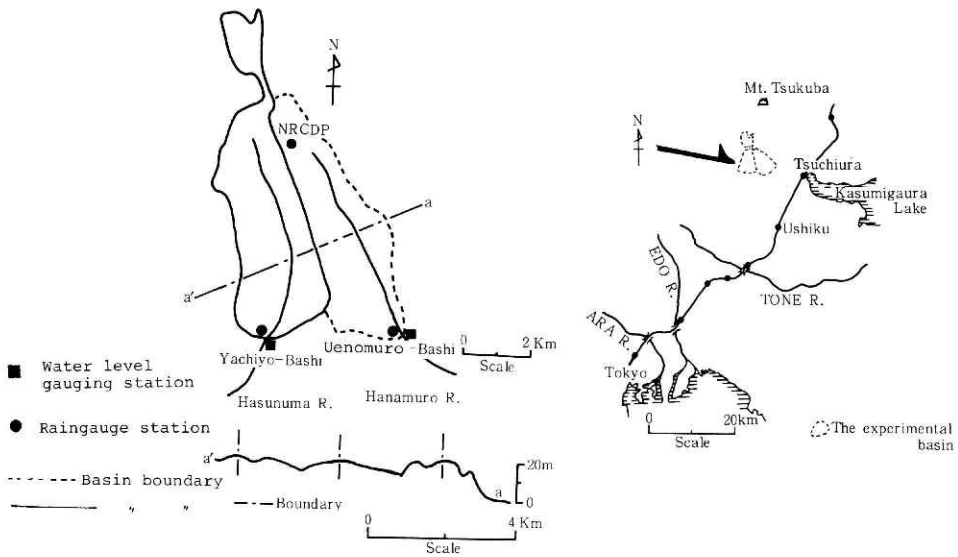 N
NRCDP
a
a'
Yachiyo-Bashi
Uenomuro-Bashi
0 2 Km
Scale
Hasunuma R.
Hanamuro R.
Water level
gauging station
Raingauge station
Basin boundary
〃 〃
Boundary
a'
a
20m
0
0 4 Km
Scale
Mt. Tsukuba
N
Tsuchiura
Kasumigaura
Lake
Ushiku
EDO R.
TONE R.
ARA R.
Tokyo
0 20km
Scale
The experimental
basin